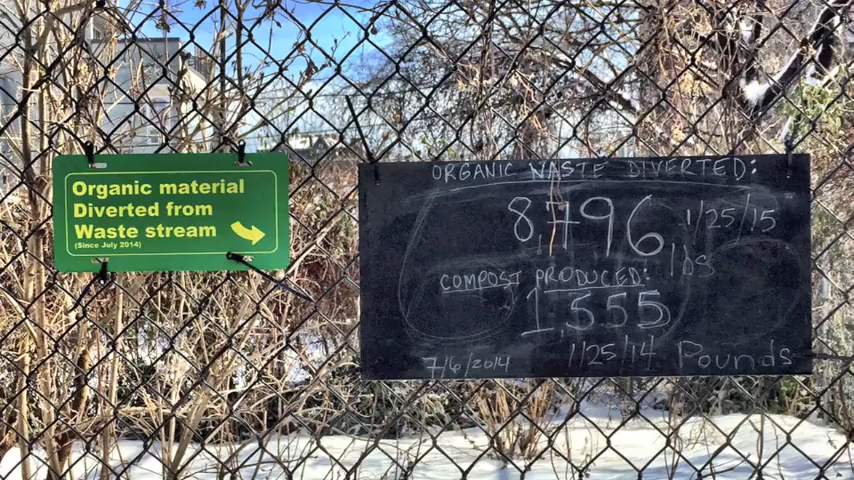 Organic material
Diverted from
Waste stream
(Since July 2014)
ORGANIC WASTE DIVERTED:
8,796 1/25/15
lbs
COMPOST PRODUCED:
1,555
7/6/2014 1/25/14 Pounds